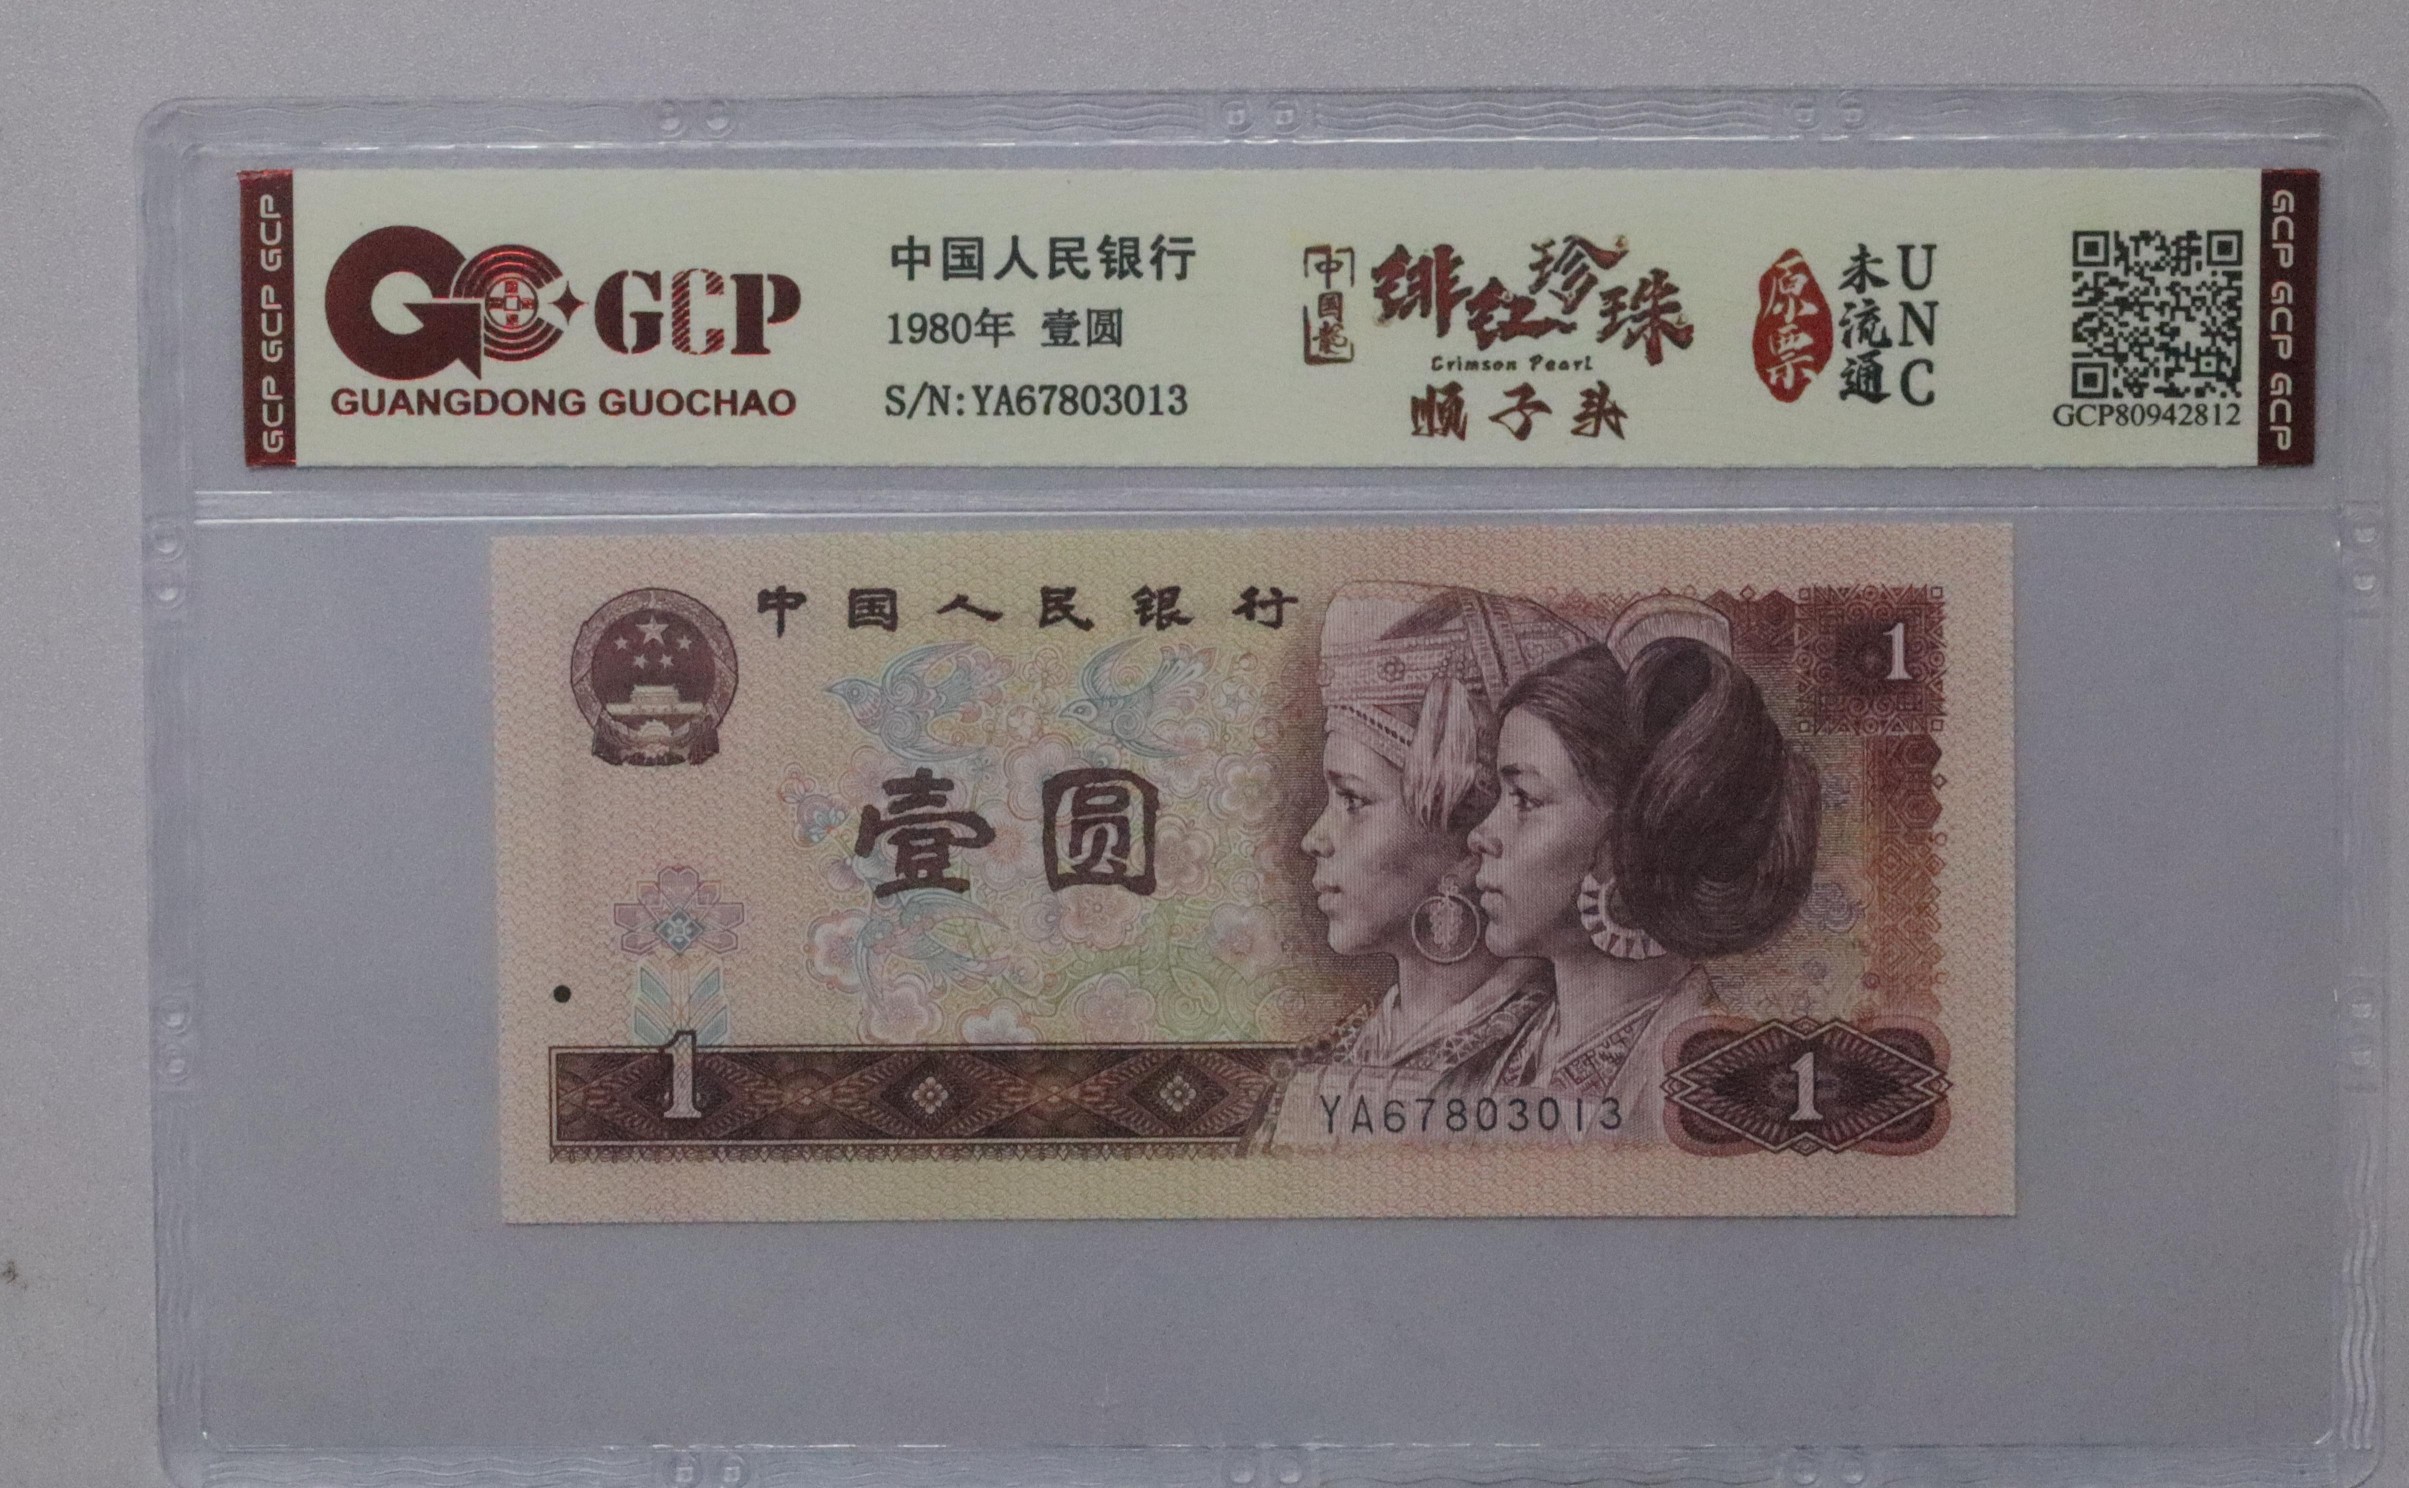 GCP GCP GCP
GCP
GUANGDONG GUOCHAO
中国人民银行
1980年 壹圆
S/N:YA67803013
中国龙
绯红珍珠
Crimson Pearl
顺子头
原票
未流通
UNC
GCP80942812
GCP GCP GCP
中国人民银行
1
壹圆
1
YA67803013
1